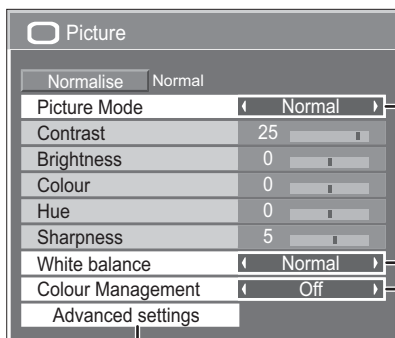 Picture
Normalise Normal
Picture Mode Normal
Contrast 25
Brightness 0
Colour 0
Hue 0
Sharpness 5
White balance Normal
Colour Management Off
Advanced settings